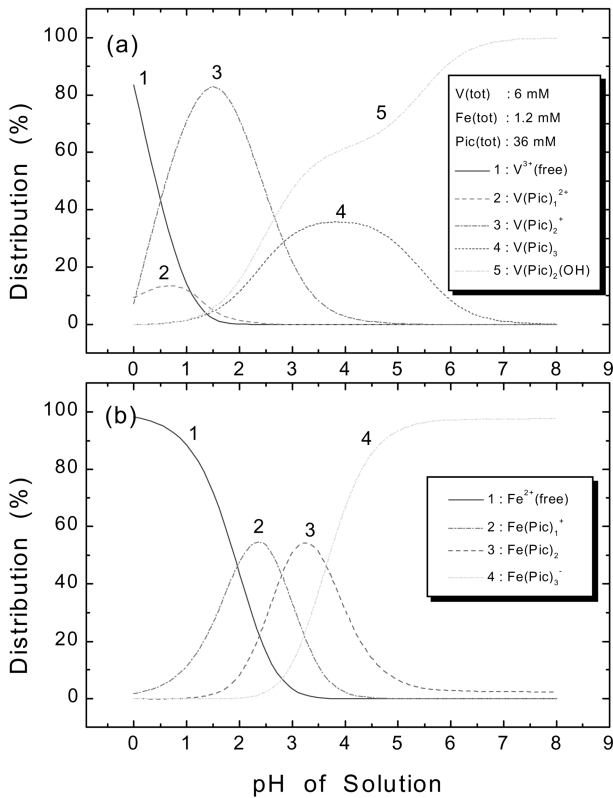 (a)
100
80
60
40
20
0
Distribution (%)
1
2
3
4
5
V(tot) : 6 mM
Fe(tot) : 1.2 mM
Pic(tot) : 36 mM
1 : V³⁺(free)
2 : V(Pic)₁²⁺
3 : V(Pic)₂⁺
4 : V(Pic)₃
5 : V(Pic)₂(OH)
0 1 2 3 4 5 6 7 8 9
(b)
100
80
60
40
20
0
Distribution (%)
1
2
3
4
1 : Fe²⁺(free)
2 : Fe(Pic)₁⁺
3 : Fe(Pic)₂
4 : Fe(Pic)₃⁻
0 1 2 3 4 5 6 7 8 9
pH of Solution